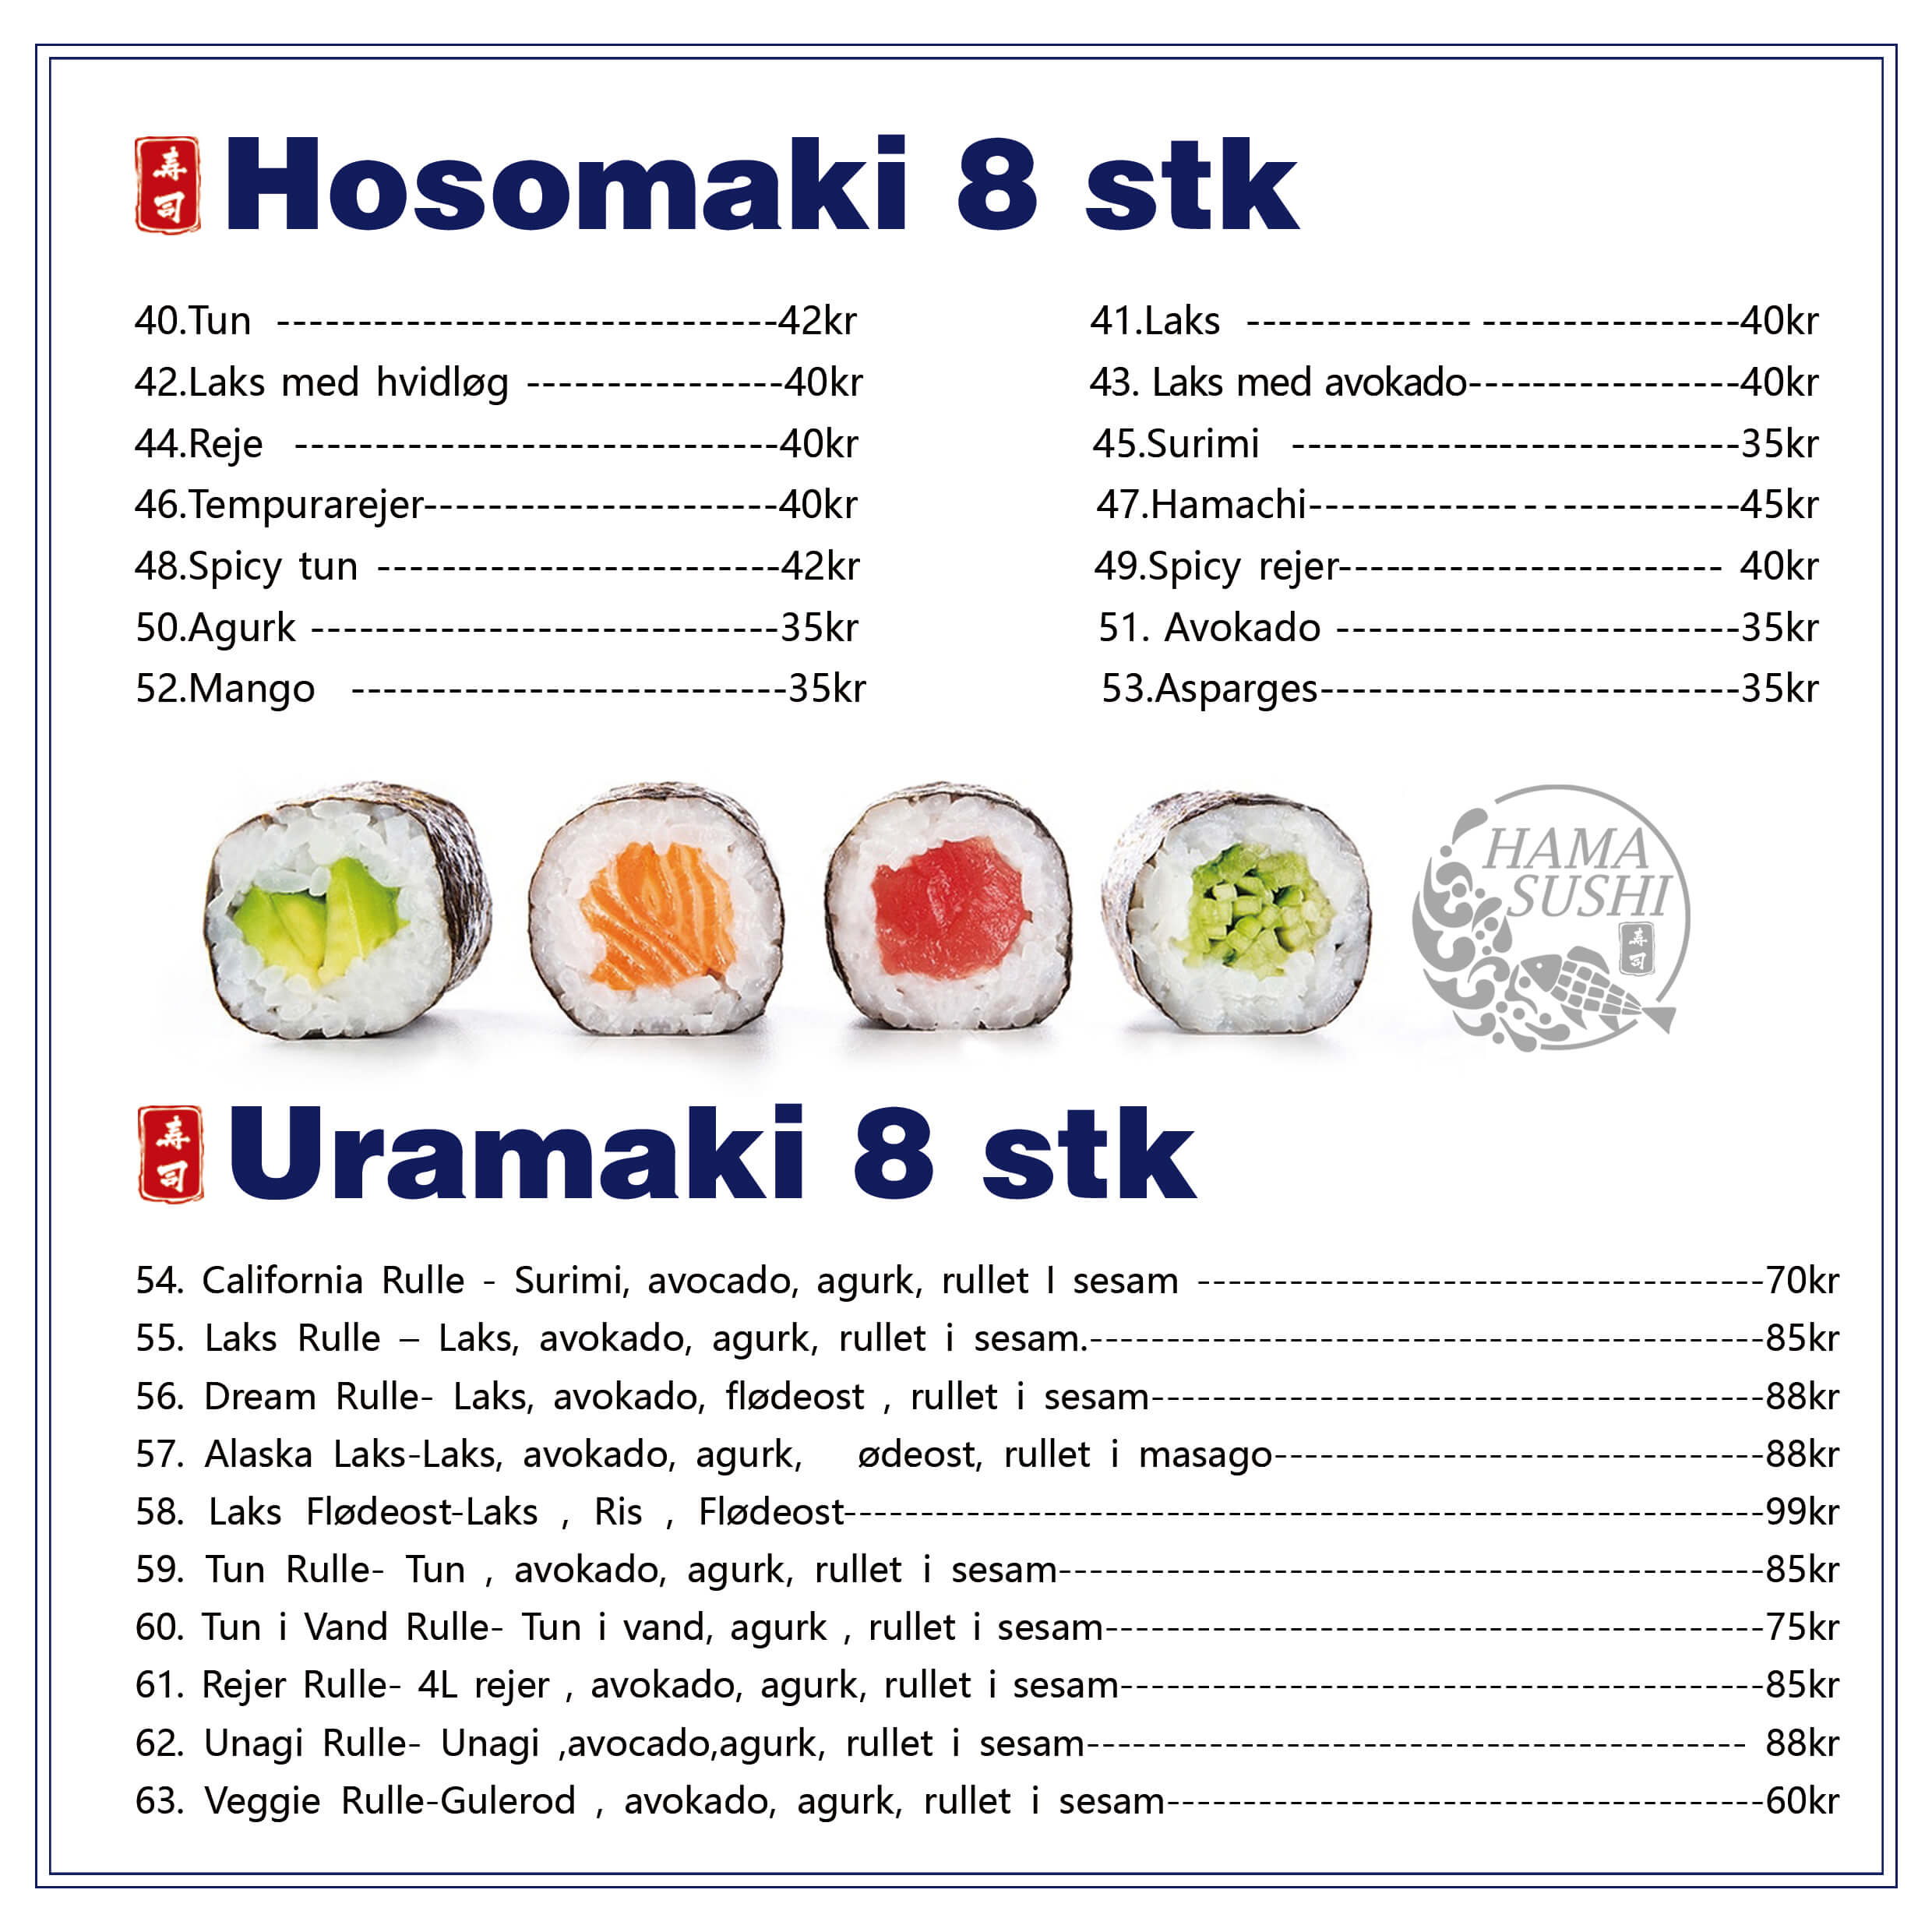 寿司
Hosomaki 8 stk
40.Tun ------------------------------42kr
41.Laks ------------------------------40kr
42.Laks med hvidløg ----------------40kr
43. Laks med avokado-----------------40kr
44.Reje ------------------------------40kr
45.Surimi ----------------------------35kr
46.Tempurarejer----------------------40kr
47.Hamachi---------------------------45kr
48.Spicy tun -------------------------42kr
49.Spicy rejer------------------------ 40kr
50.Agurk -----------------------------35kr
51. Avokado -------------------------35kr
52.Mango ---------------------------35kr
53.Asparges--------------------------35kr
HAMA
SUSHI
寿司
寿司
Uramaki 8 stk
54. California Rulle - Surimi, avocado, agurk, rullet I sesam -------------------------------------70kr
55. Laks Rulle – Laks, avokado, agurk, rullet i sesam.--------------------------------------------85kr
56. Dream Rulle- Laks, avokado, flødeost , rullet i sesam----------------------------------------88kr
57. Alaska Laks-Laks, avokado, agurk, ødeost, rullet i masago--------------------------------88kr
58. Laks Flødeost-Laks , Ris , Flødeost------------------------------------------------------------99kr
59. Tun Rulle- Tun , avokado, agurk, rullet i sesam----------------------------------------------85kr
60. Tun i Vand Rulle- Tun i vand, agurk , rullet i sesam-------------------------------------------75kr
61. Rejer Rulle- 4L rejer , avokado, agurk, rullet i sesam------------------------------------------85kr
62. Unagi Rulle- Unagi ,avocado,agurk, rullet i sesam------------------------------------------- 88kr
63. Veggie Rulle-Gulerod , avokado, agurk, rullet i sesam---------------------------------------60kr